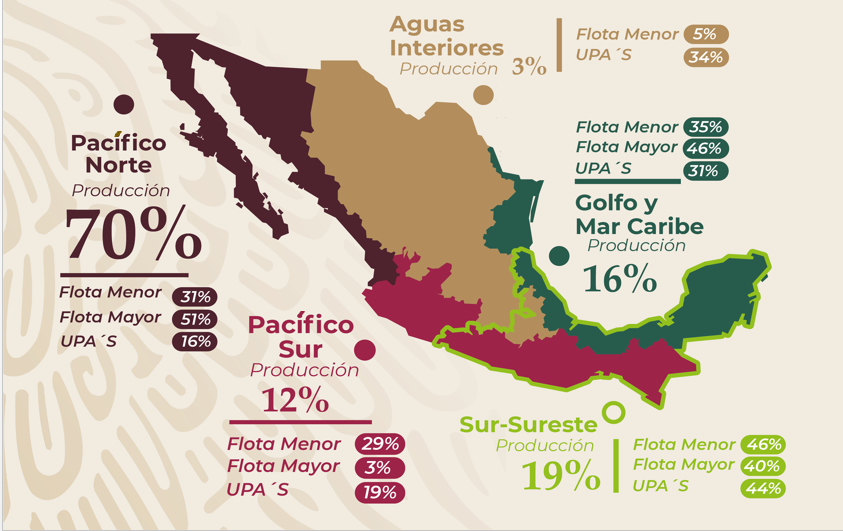 Aguas
Interiores
Producción 3%
Flota Menor 5%
UPA´S 34%
Pacífico
Norte
Producción
70%
Flota Menor 31%
Flota Mayor 51%
UPA´S 16%
Flota Menor 35%
Flota Mayor 46%
UPA´S 31%
Golfo y
Mar Caribe
Producción
16%
Pacífico
Sur
Producción
12%
Flota Menor 29%
Flota Mayor 3%
UPA´S 19%
Sur-Sureste
Producción
19%
Flota Menor 46%
Flota Mayor 40%
UPA´S 44%